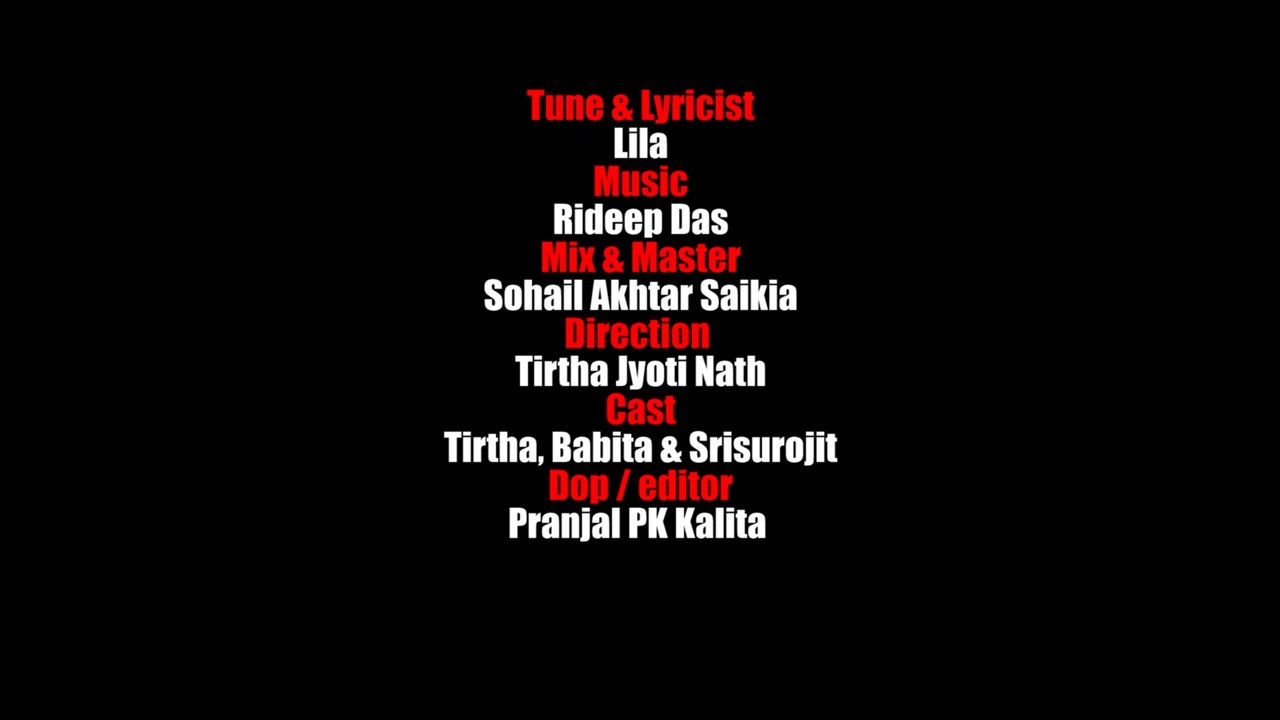 Tune & Lyricist
Lila
Music
Rideep Das
Mix & Master
Sohail Akhtar Saikia
Direction
Tirtha Jyoti Nath
Cast
Tirtha, Babita & Srisurojit
Dop / editor
Pranjal PK Kalita